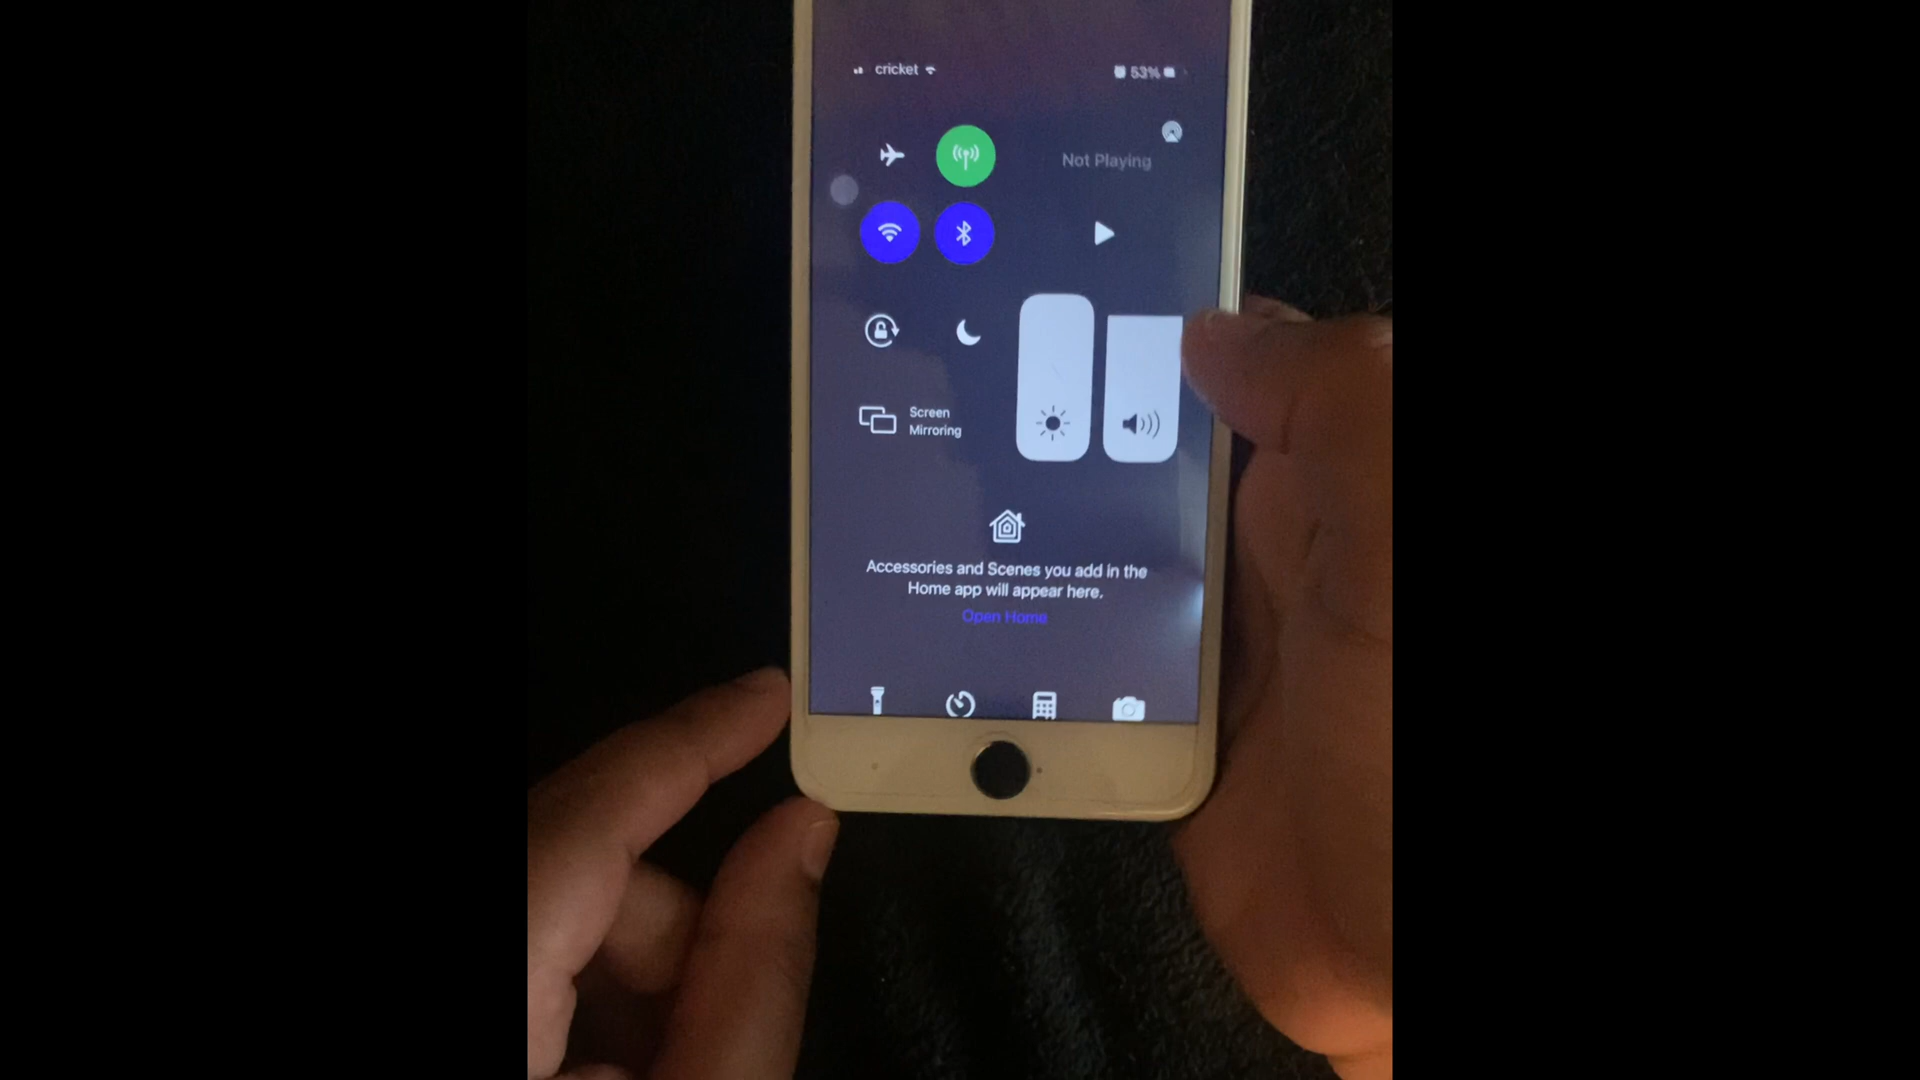 cricket
53%
Not Playing
Screen
Mirroring
Accessories and Scenes you add in the
Home app will appear here.
Open Home